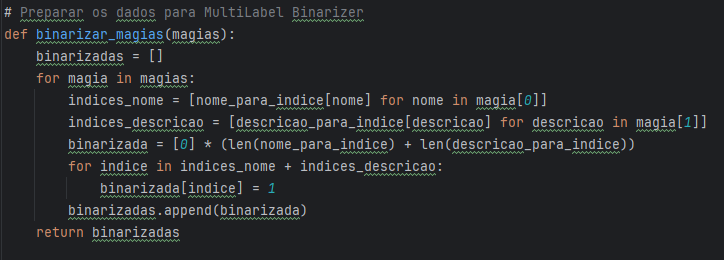 # Preparar os dados para MultiLabel Binarizer
def binarizar_magias(magias):
    binarizadas = []
    for magia in magias:
        indices_nome = [nome_para_indice[nome] for nome in magia[0]]
        indices_descricao = [descricao_para_indice[descricao] for descricao in magia[1]]
        binarizada = [0] * (len(nome_para_indice) + len(descricao_para_indice))
        for indice in indices_nome + indices_descricao:
            binarizada[indice] = 1
        binarizadas.append(binarizada)
    return binarizadas